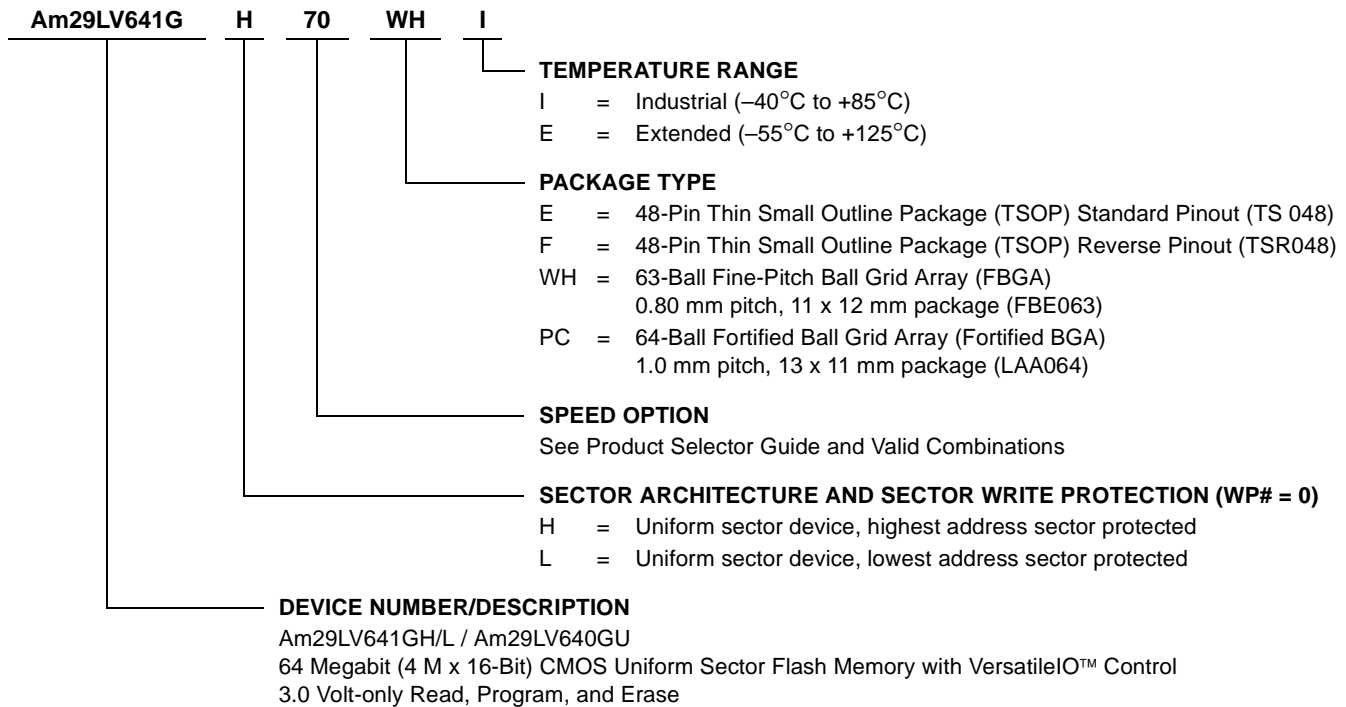 Am29LV641G H 70 WH I
TEMPERATURE RANGE
I = Industrial (–40°C to +85°C)
E = Extended (–55°C to +125°C)
PACKAGE TYPE
E = 48-Pin Thin Small Outline Package (TSOP) Standard Pinout (TS 048)
F = 48-Pin Thin Small Outline Package (TSOP) Reverse Pinout (TSR048)
WH = 63-Ball Fine-Pitch Ball Grid Array (FBGA)
0.80 mm pitch, 11 x 12 mm package (FBE063)
PC = 64-Ball Fortified Ball Grid Array (Fortified BGA)
1.0 mm pitch, 13 x 11 mm package (LAA064)
SPEED OPTION
See Product Selector Guide and Valid Combinations
SECTOR ARCHITECTURE AND SECTOR WRITE PROTECTION (WP# = 0)
H = Uniform sector device, highest address sector protected
L = Uniform sector device, lowest address sector protected
DEVICE NUMBER/DESCRIPTION
Am29LV641GH/L / Am29LV640GU
64 Megabit (4 M x 16-Bit) CMOS Uniform Sector Flash Memory with VersatileIO™ Control
3.0 Volt-only Read, Program, and Erase